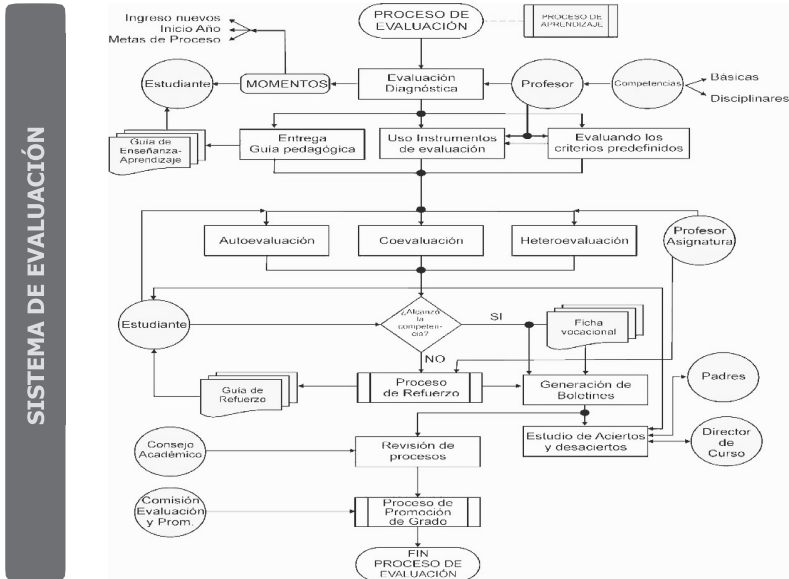 SISTEMA DE EVALUACIÓN
PROCESO DE
EVALUACIÓN
PROCESO DE
APRENDIZAJE
Ingreso nuevos
Inicio Año
Metas de Proceso
Estudiante
MOMENTOS
Evaluación
Diagnóstica
Profesor
Competencias
Básicas
Disciplinares
Guía de
Enseñanza-
Aprendizaje
Entrega
Guía pedagógica
Uso Instrumentos
de evaluación
Evaluando los
criterios predefinidos
Autoevaluación
Coevaluación
Heteroevaluación
Profesor
Asignatura
Estudiante
¿Alcanzó
la
competen-
cia?
SI
NO
Ficha
vocacional
Guía de
Refuerzo
Proceso
de Refuerzo
Generación de
Boletines
Padres
Consejo
Académico
Revisión de
procesos
Estudio de Aciertos
y desaciertos
Director
de
Curso
Comisión
Evaluación
y Prom.
Proceso de
Promoción
de Grado
FIN
PROCESO DE
EVALUACIÓN